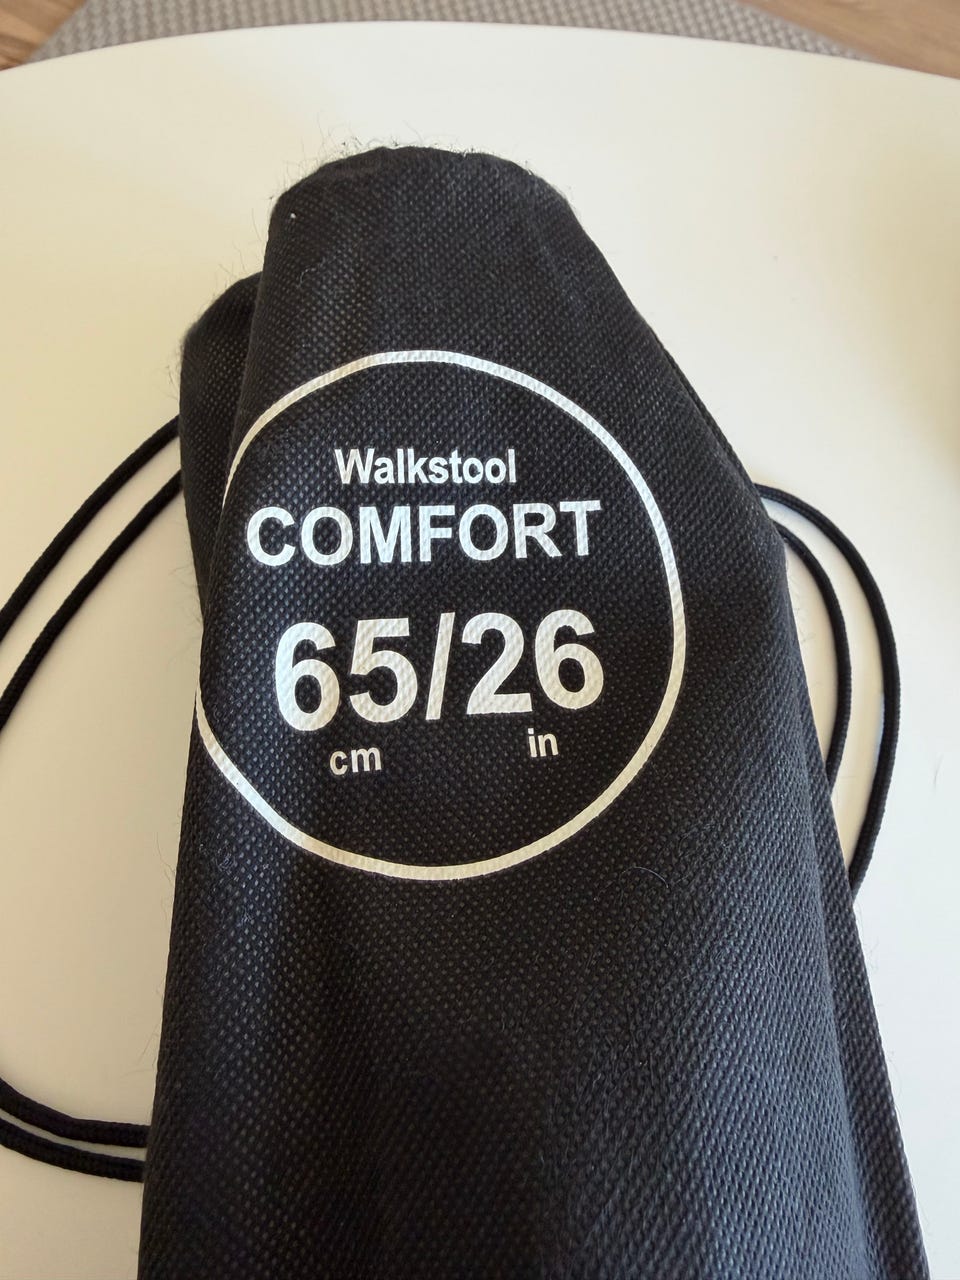 Walkstool
COMFORT
65/26
cm in